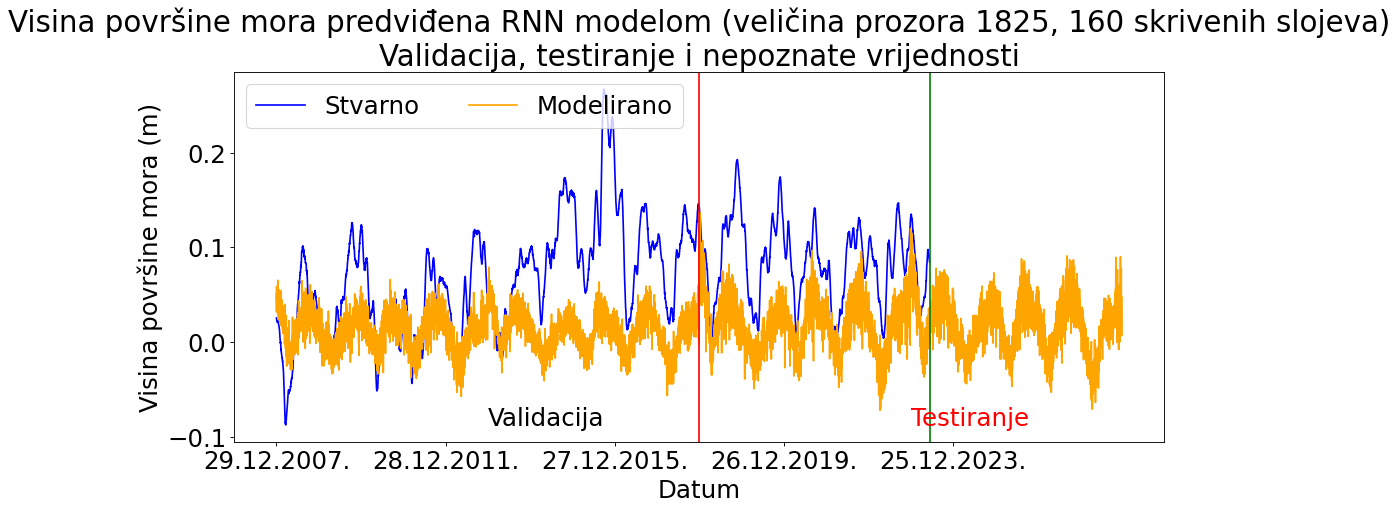 Visina površine mora predviđena RNN modelom (veličina prozora 1825, 160 skrivenih slojeva)
Validacija, testiranje i nepoznate vrijednosti
Stvarno Modelirano
Visina površine mora (m)
0.2
0.1
0.0
−0.1
Validacija Testiranje
29.12.2007. 28.12.2011. 27.12.2015. 26.12.2019. 25.12.2023.
Datum